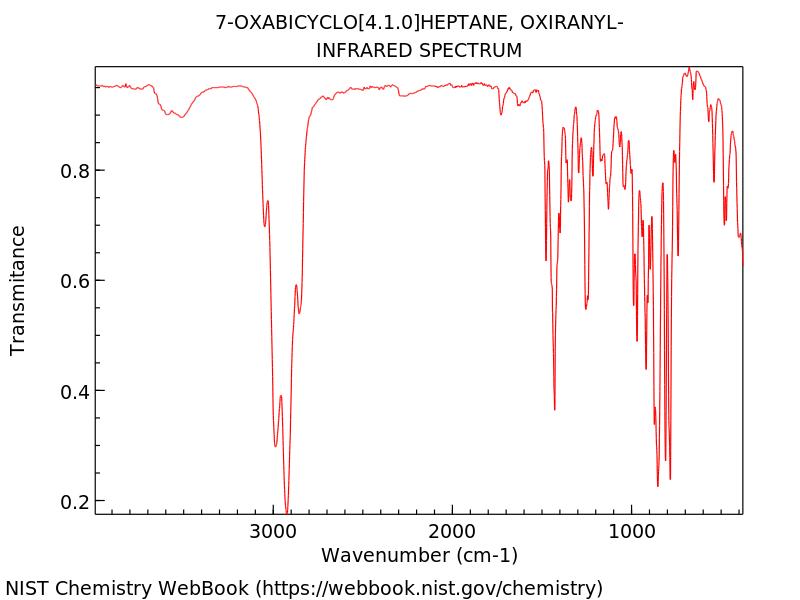 7-OXABICYCLO[4.1.0]HEPTANE, OXIRANYL-
INFRARED SPECTRUM
0.8
0.6
0.4
0.2
Transmitance
3000 2000 1000
Wavenumber (cm-1)
NIST Chemistry WebBook (https://webbook.nist.gov/chemistry)